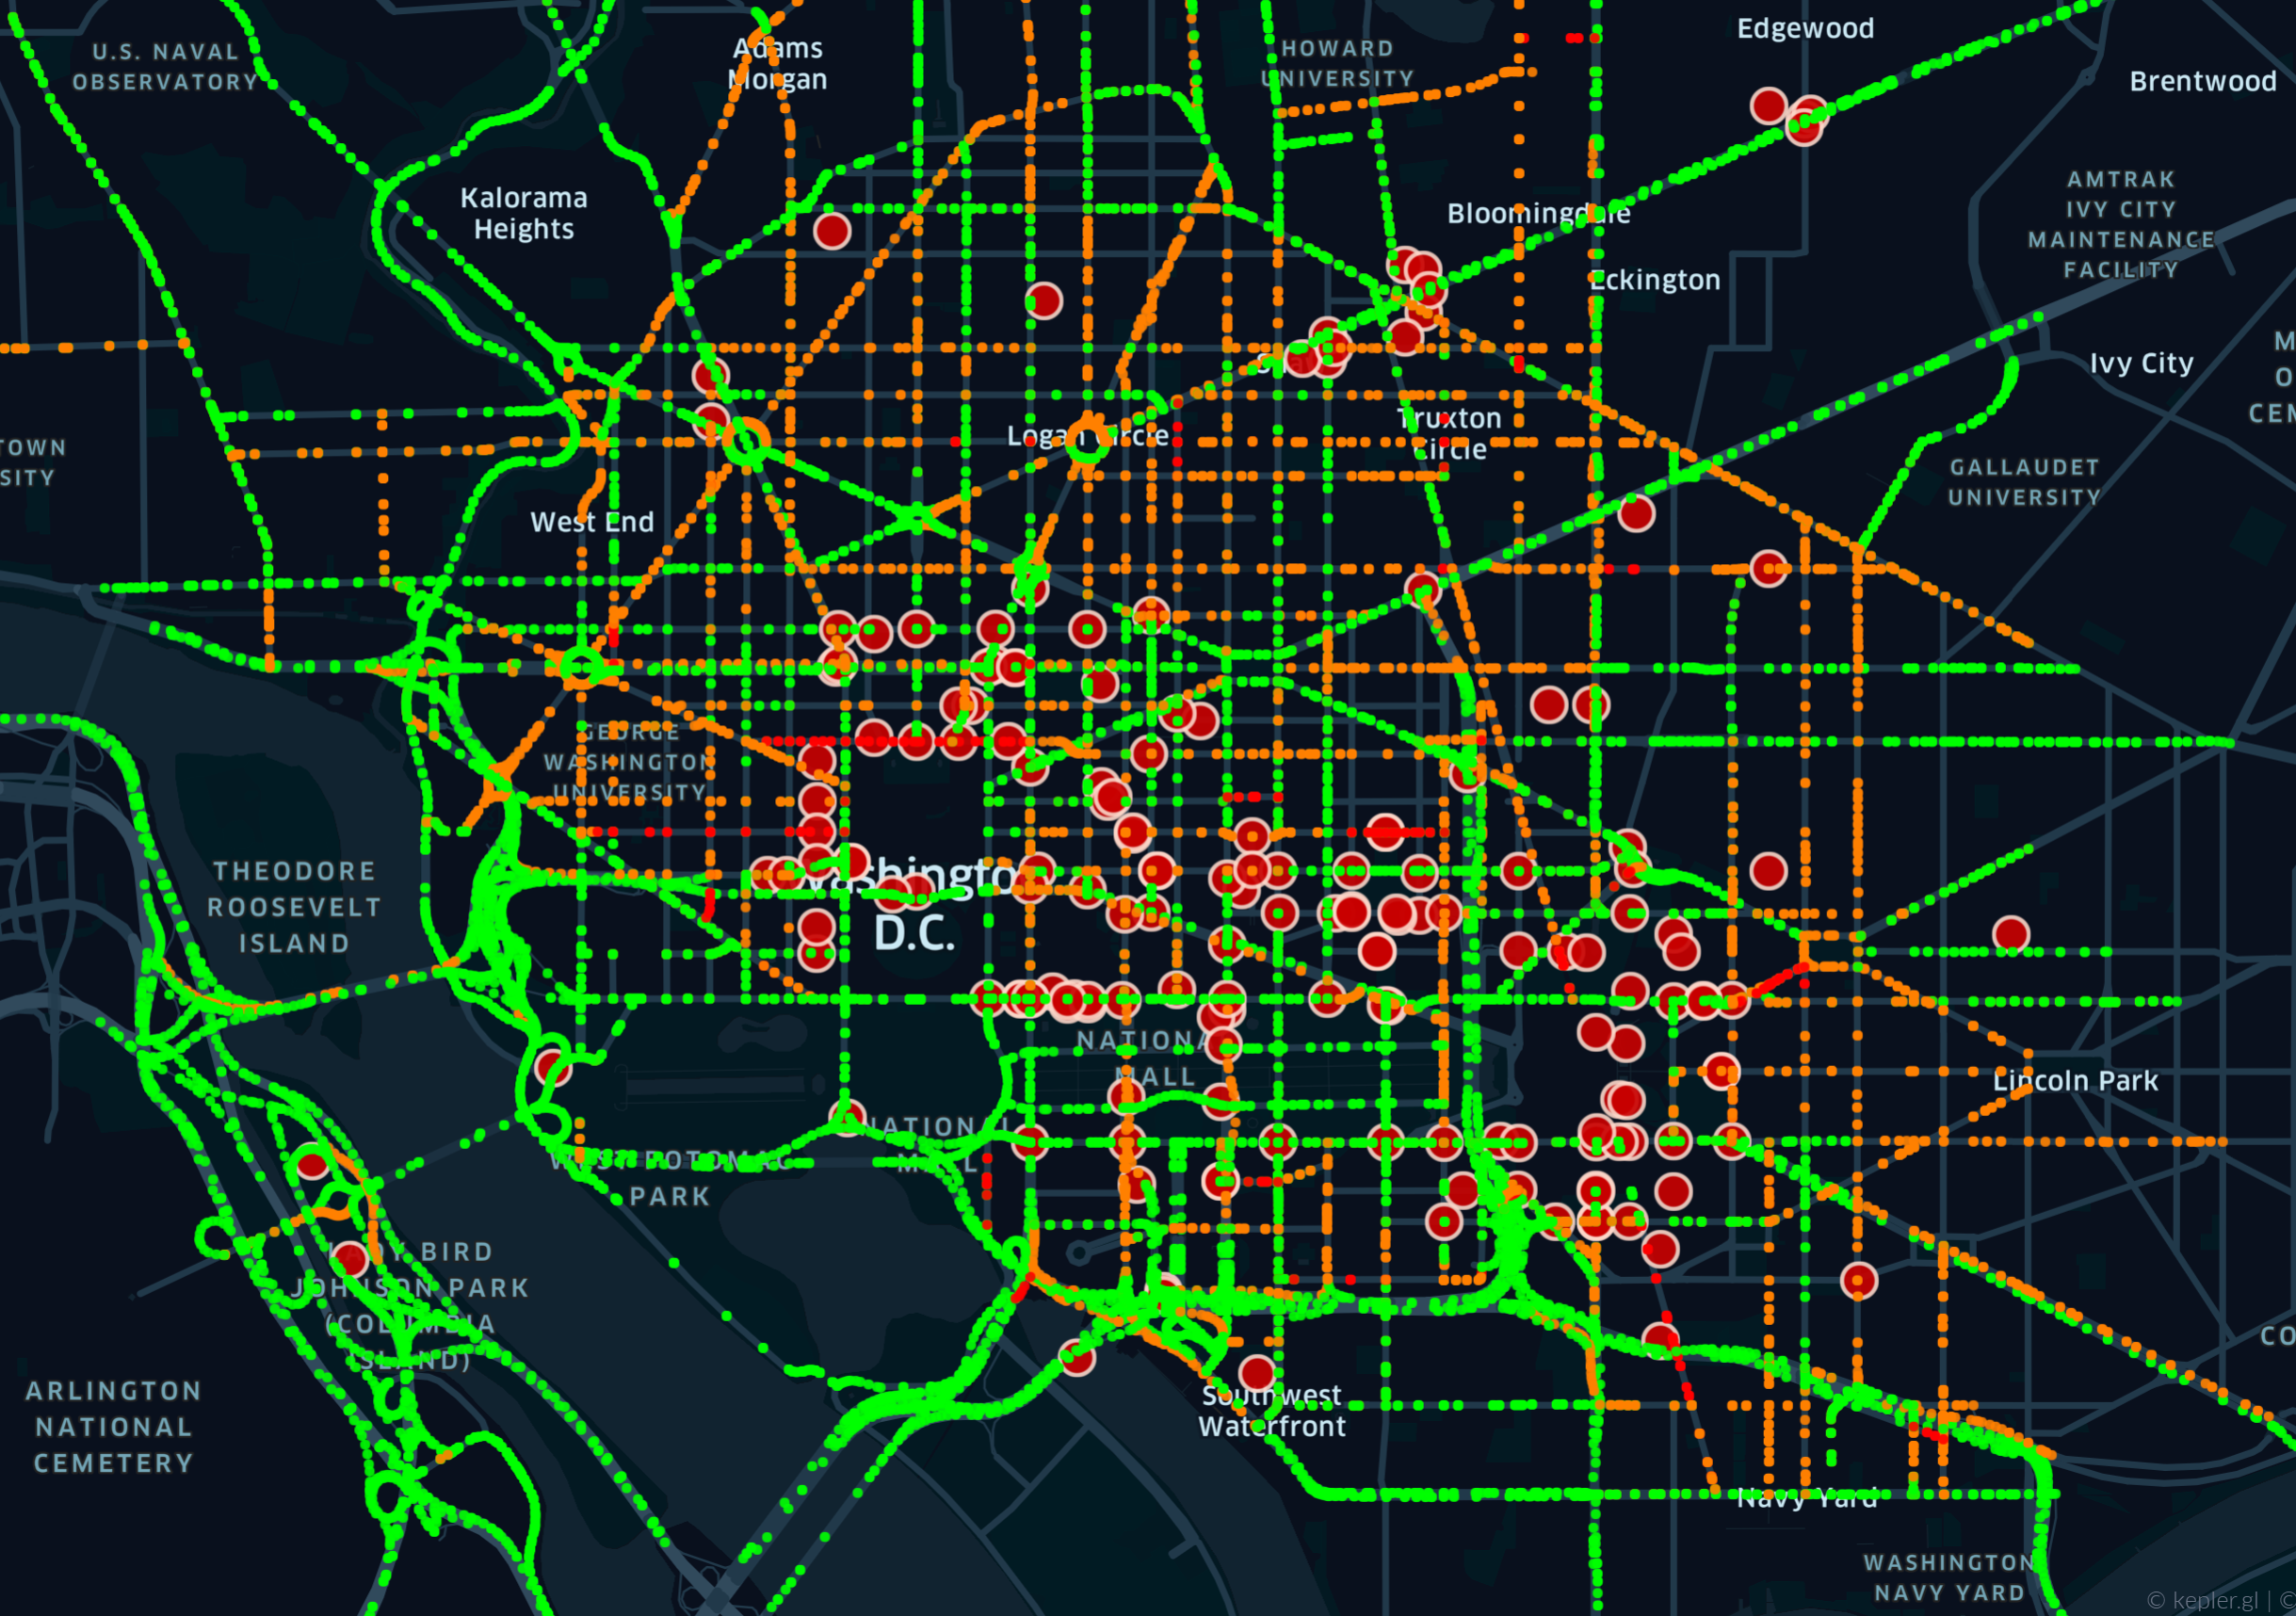 Edgewood
U.S. NAVAL
OBSERVATORY
Adams
Morgan
HOWARD
UNIVERSITY
Brentwood
Kalorama
Heights
Bloomingdale
AMTRAK
IVY CITY
MAINTENANCE
FACILITY
Eckington
M
O
CEM
Ivy City
TOWN
SITY
Logan Circle
Truxton
Circle
GALLAUDET
UNIVERSITY
West End
GEORGE
WASHINGTON
UNIVERSITY
THEODORE
ROOSEVELT
ISLAND
Washington
D.C.
NATIONAL
MALL
Lincoln Park
NATIONAL
MALL
WEST POTOMAC
PARK
LADY BIRD
JOHNSON PARK
(COLUMBIA
ISLAND)
CO
ARLINGTON
NATIONAL
CEMETERY
Southwest
Waterfront
Navy Yard
WASHINGTON
NAVY YARD
© kepler.gl | ©